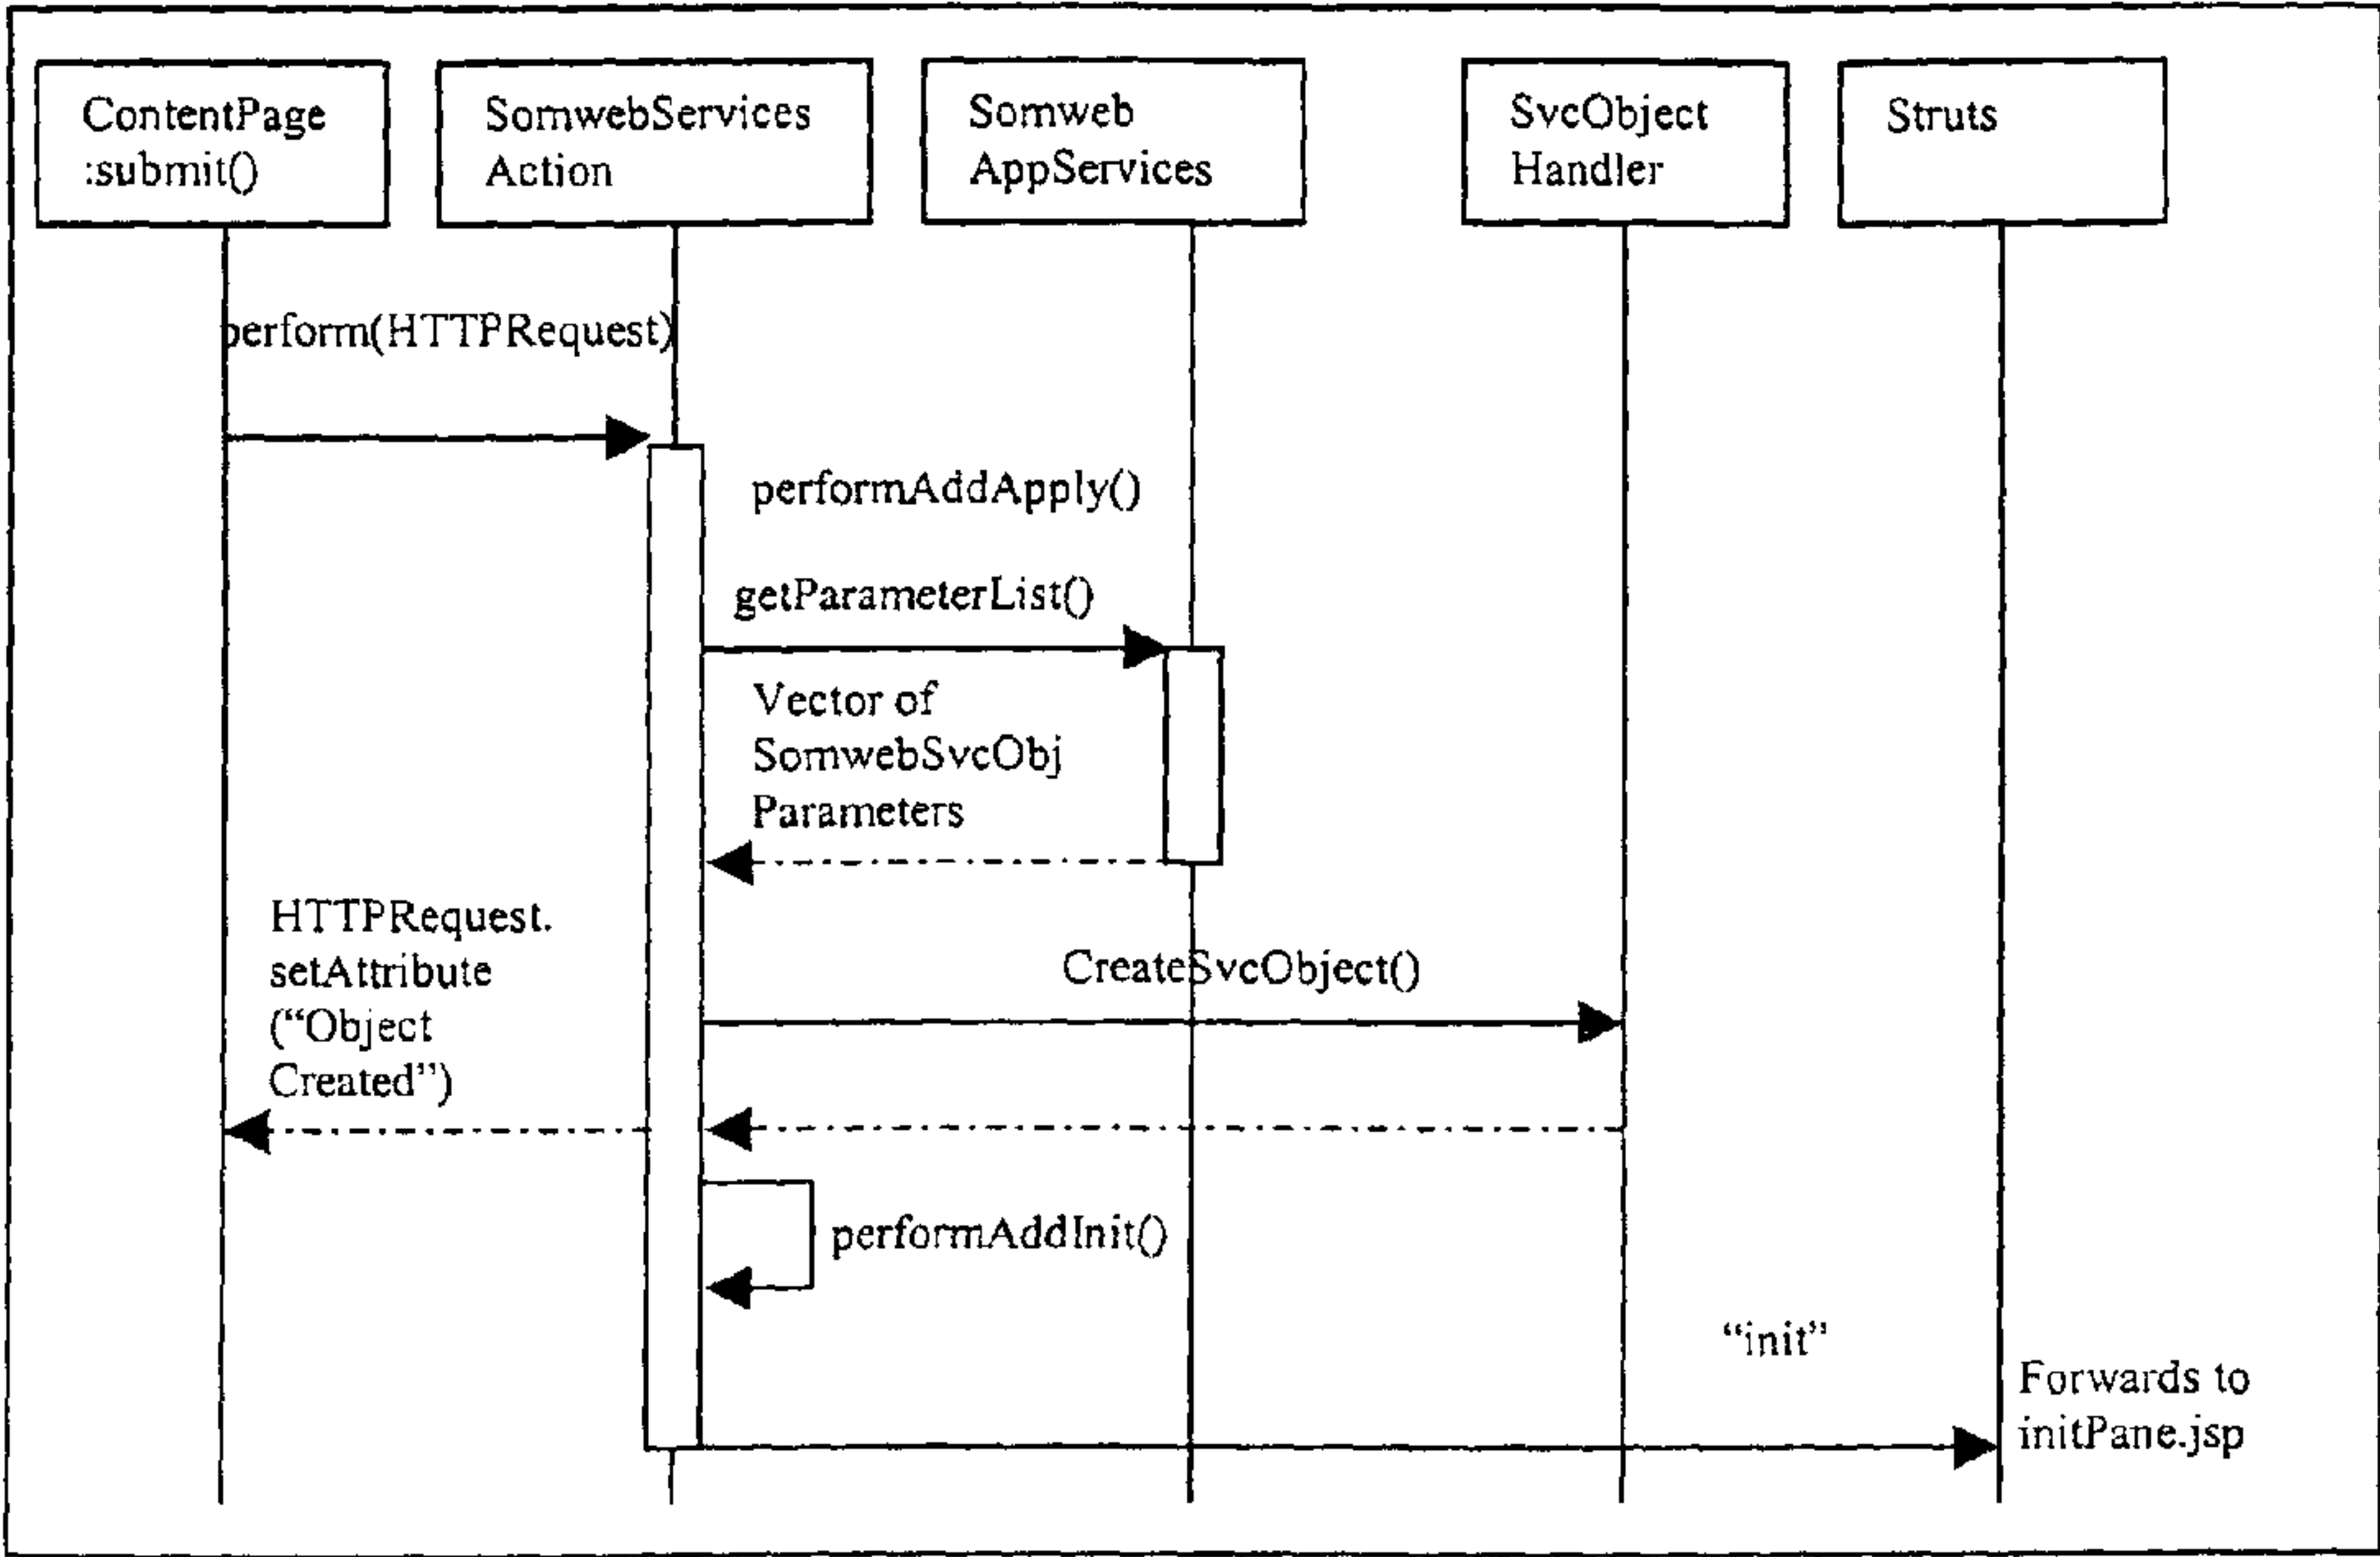 ContentPage
:submit()
SomwebServices
Action
Somweb
AppServices
SvcObject
Handler
Struts
perform(HTTPRequest)
performAddApply()
getParameterList()
Vector of
SomwebSvcObj
Parameters
HTTPRequest.
setAttribute
(“Object
Created”)
CreateSvcObject()
performAddInit()
“init”
Forwards to
initPane.jsp